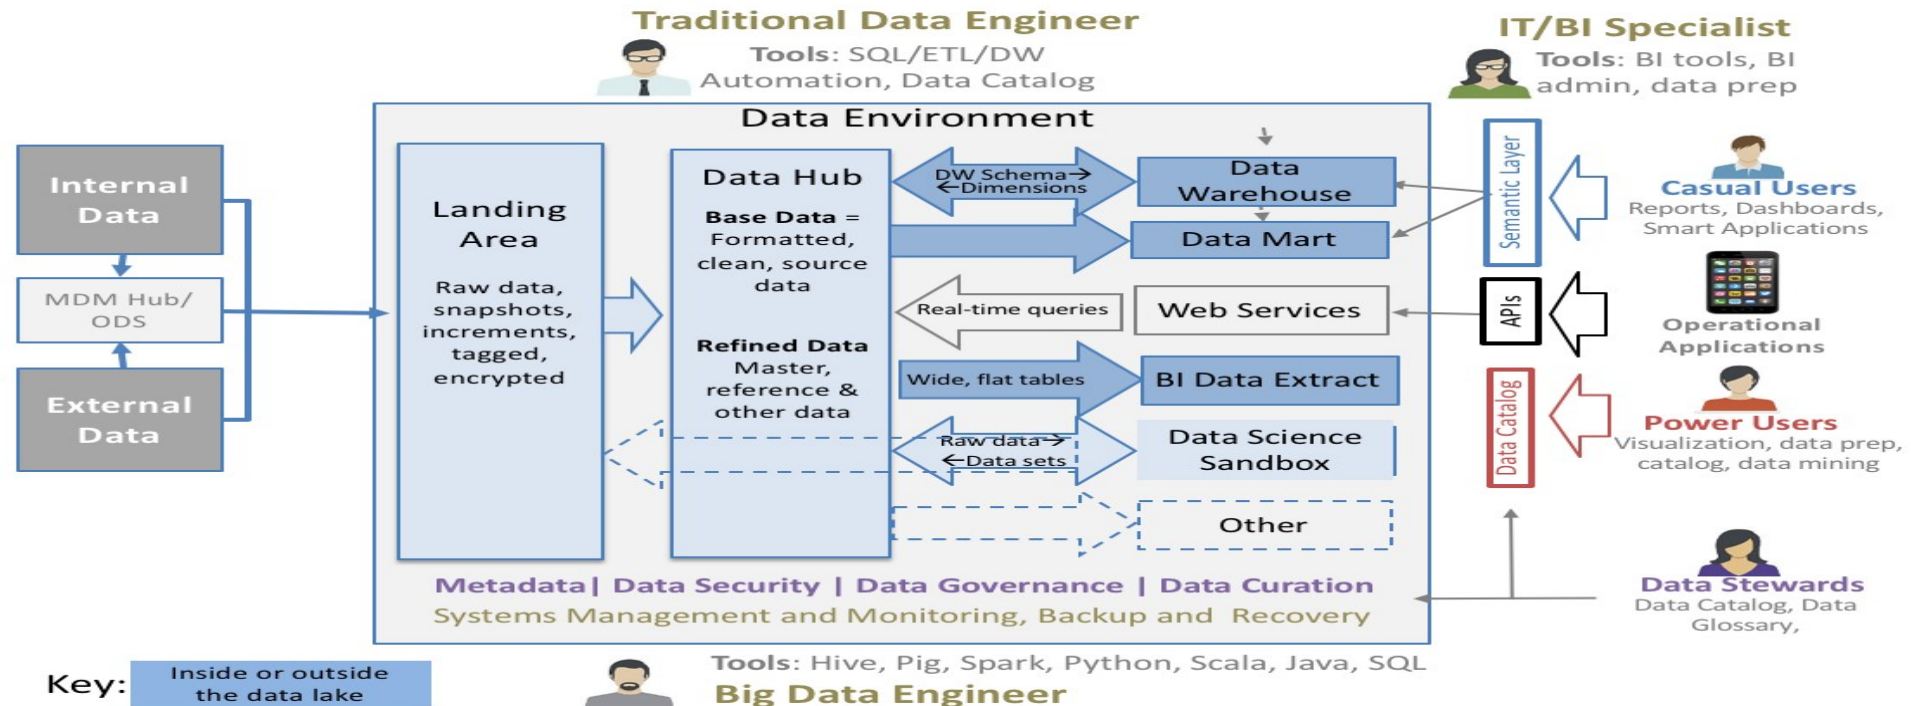 Traditional Data Engineer
Tools: SQL/ETL/DW
Automation, Data Catalog
IT/BI Specialist
Tools: BI tools, BI
admin, data prep
Data Environment
Internal
Data
MDM Hub/
ODS
External
Data
Landing
Area
Raw data,
snapshots,
increments,
tagged,
encrypted
Data Hub
Base Data =
Formatted,
clean, source
data
Refined Data
Master,
reference &
other data
DW Schema→
←Dimensions
Real-time queries
Wide, flat tables
Raw data→
←Data sets
Data
Warehouse
Data Mart
Web Services
BI Data Extract
Data Science
Sandbox
Other
Semantic Layer
APIs
Data Catalog
Casual Users
Reports, Dashboards,
Smart Applications
Operational
Applications
Power Users
Visualization, data prep,
catalog, data mining
Data Stewards
Data Catalog, Data
Glossary,
Metadata| Data Security | Data Governance | Data Curation
Systems Management and Monitoring, Backup and Recovery
Key:
Inside or outside
the data lake
Tools: Hive, Pig, Spark, Python, Scala, Java, SQL
Big Data Engineer